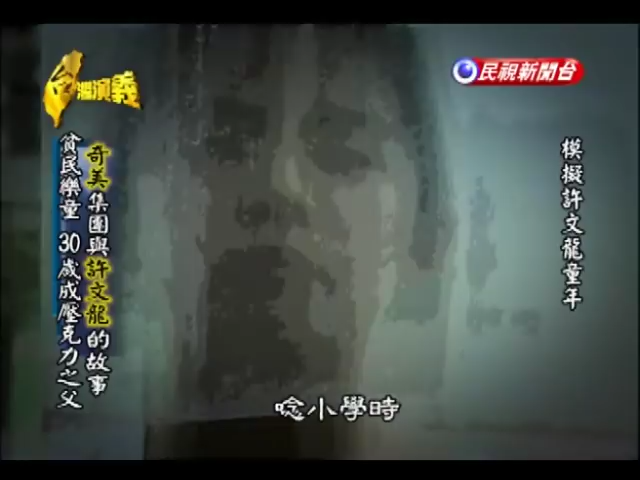 台灣演義
民視新聞台
模擬許文龍童年
奇美集團與許文龍的故事
貧民樂童 30歲成壓克力之父
唸小學時